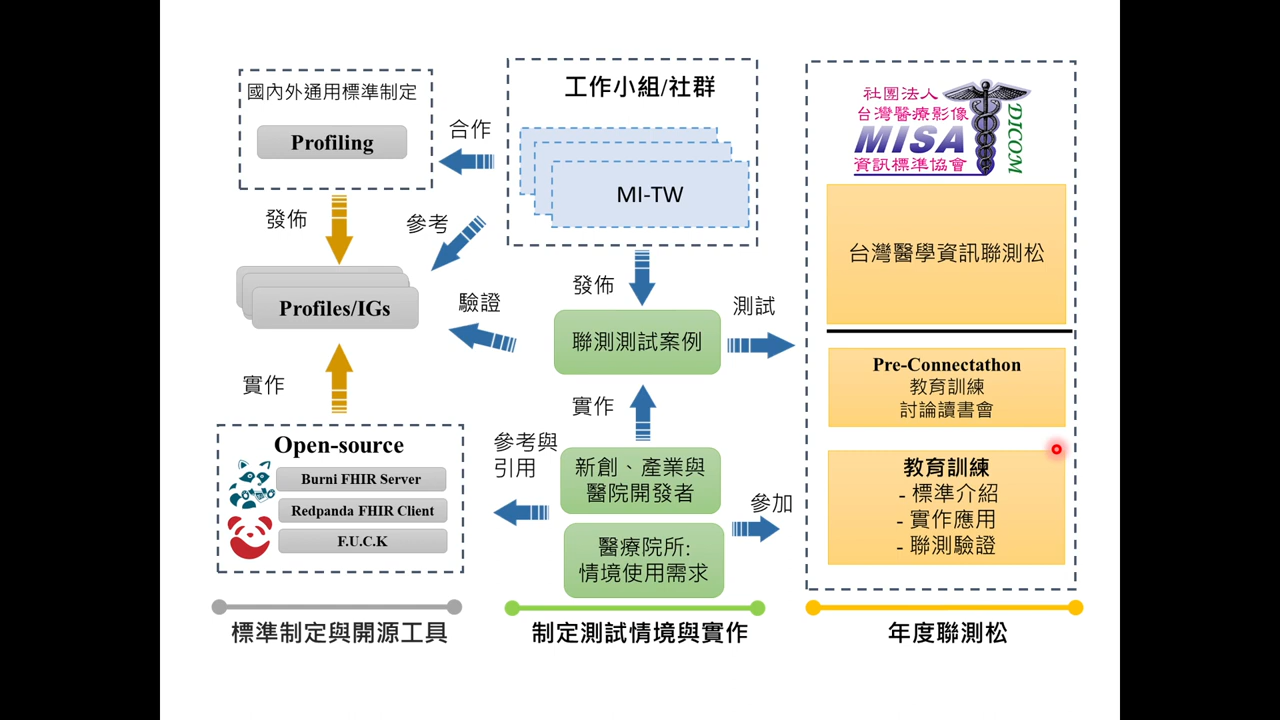 國內外通用標準制定
Profiling
發佈
Profiles/IGs
實作
Open-source
Burni FHIR Server
Redpanda FHIR Client
F.U.C.K
標準制定與開源工具
合作
參考
驗證
參考與
引用
工作小組/社群
MI-TW
發佈
聯測測試案例
實作
新創、產業與
醫院開發者
醫療院所:
情境使用需求
制定測試情境與實作
測試
參加
社團法人
台灣醫療影像
MISA
資訊標準協會
DICOM
台灣醫學資訊聯測松
Pre-Connectathon
教育訓練
討論讀書會
教育訓練
- 標準介紹
- 實作應用
- 聯測驗證
年度聯測松